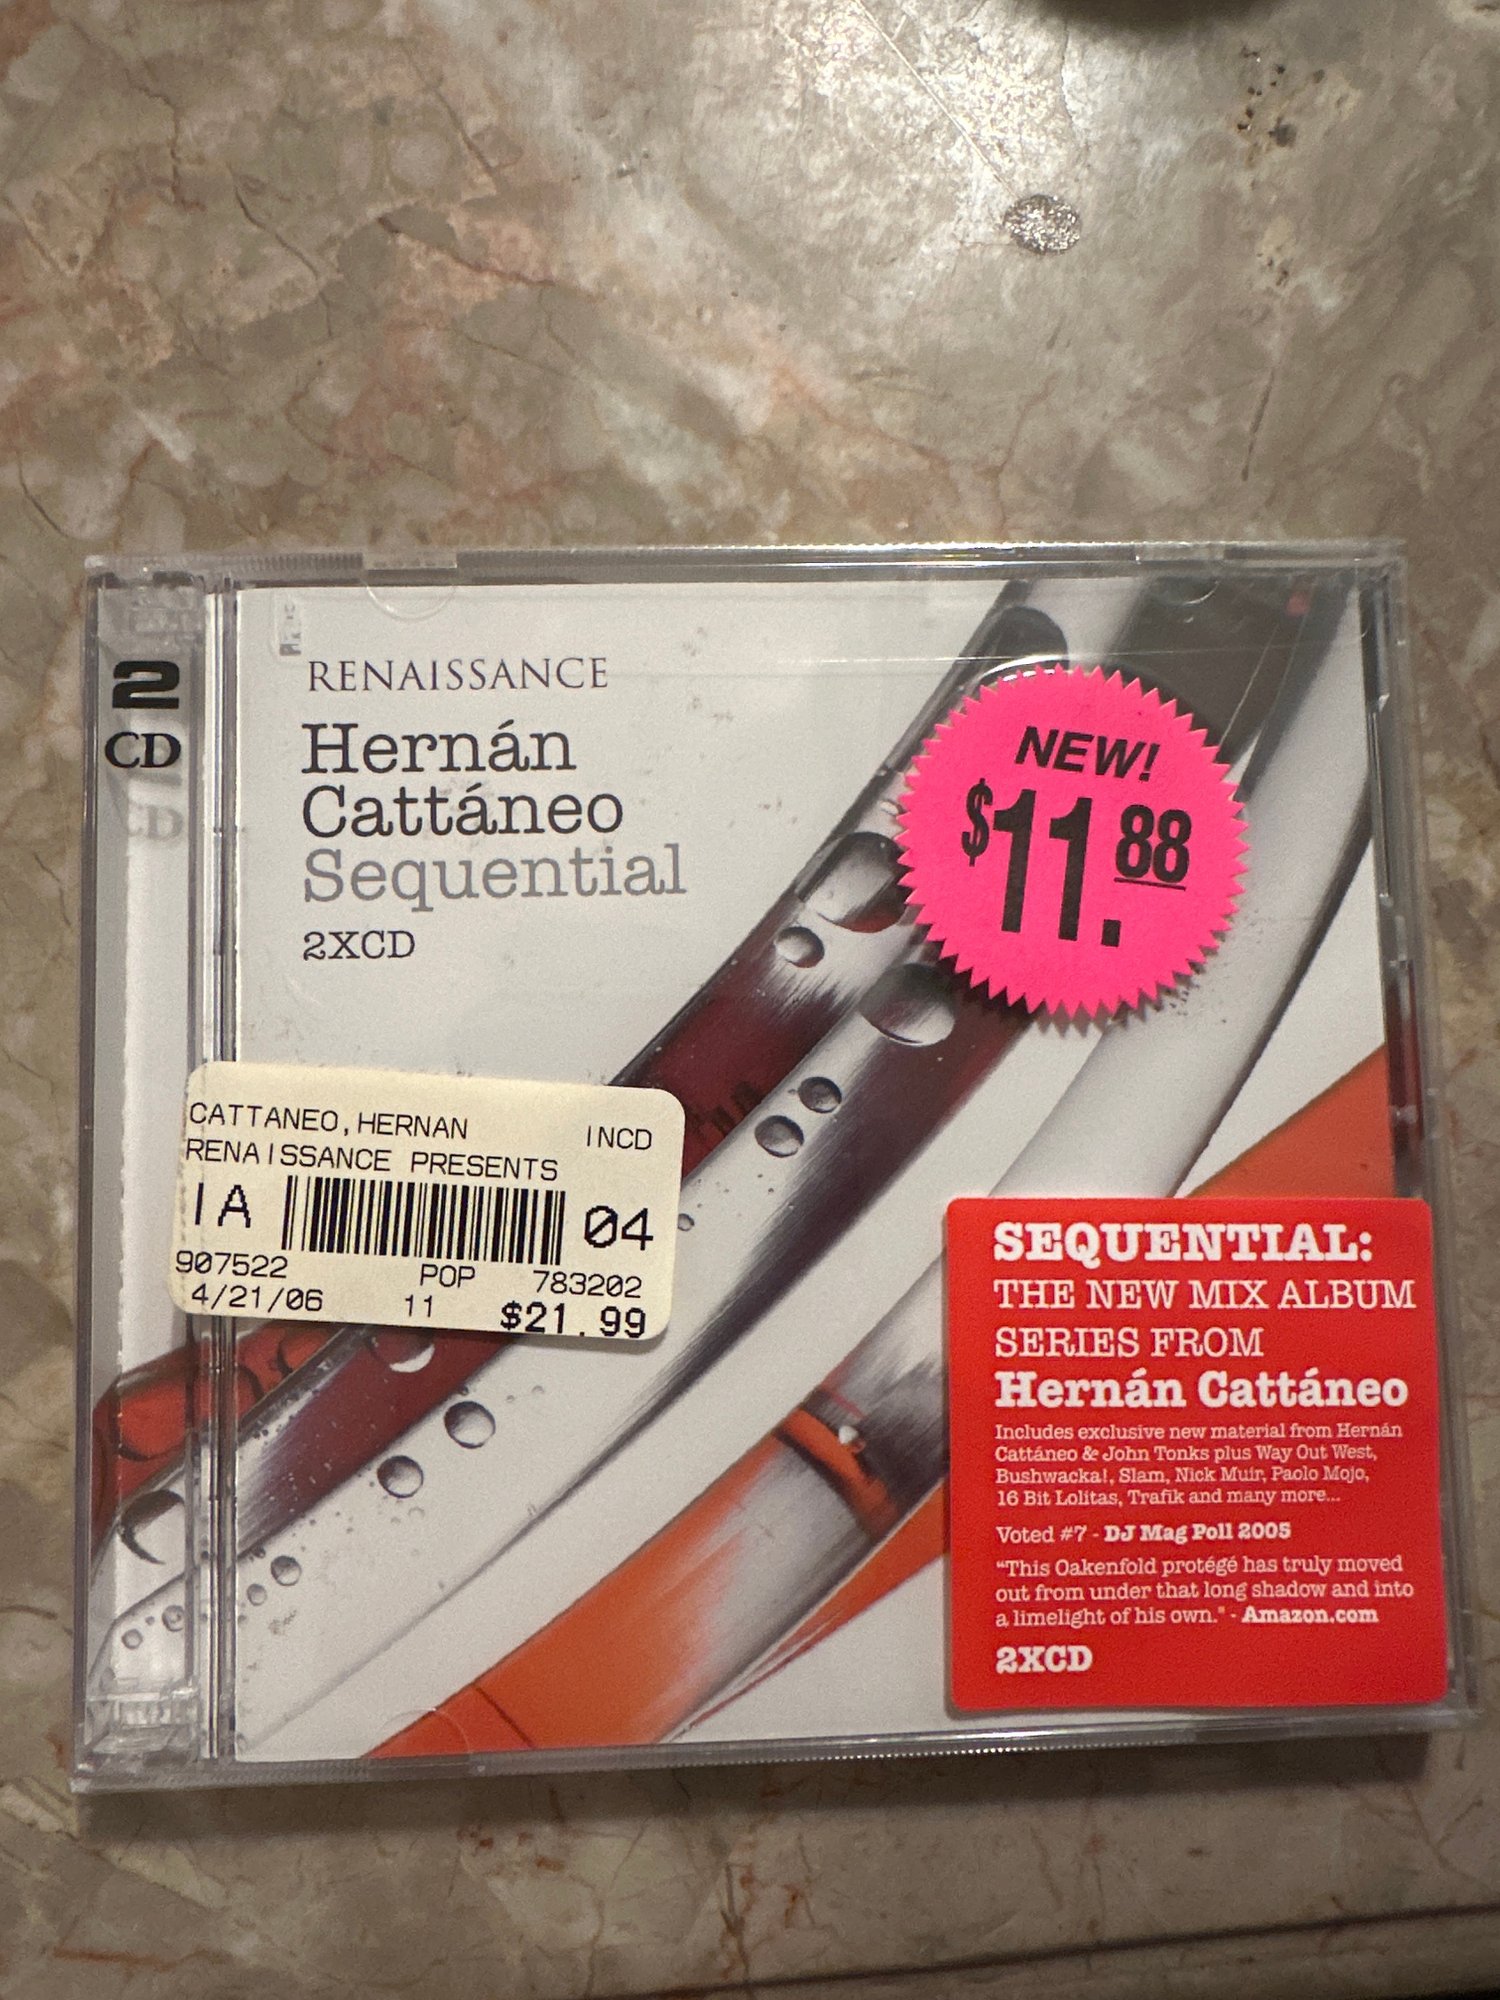 2
CD
RENAISSANCE
Hernán
Cattáneo
Sequential
2XCD
NEW!
$11.88
CATTANEO,HERNAN INCD
RENAISSANCE PRESENTS
IA 04
907522 POP 783202
4/21/06 11 $21.99
SEQUENTIAL:
THE NEW MIX ALBUM
SERIES FROM
Hernán Cattáneo
Includes exclusive new material from Hernán
Cattáneo & John Tonks plus Way Out West,
Bushwacka!, Slam, Nick Muir, Paolo Mojo,
16 Bit Lolitas, Trafik and many more...
Voted #7 - DJ Mag Poll 2005
"This Oakenfold protégé has truly moved
out from under that long shadow and into
a limelight of his own." - Amazon.com
2XCD